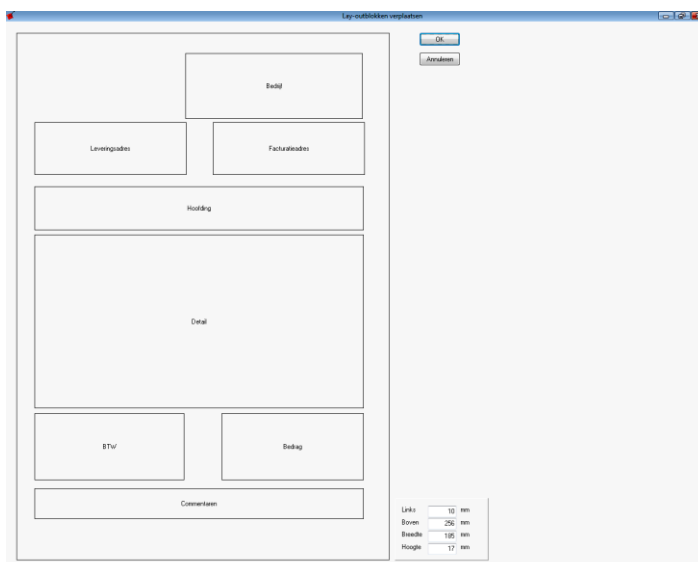 Lay-outblokken verplaatsen
OK
Annuleren
Bedrijf
Leveringsadres
Facturatieadres
Hoofding
Detail
BTW
Bedrag
Commentaren
Links 10 mm
Boven 256 mm
Breedte 185 mm
Hoogte 17 mm